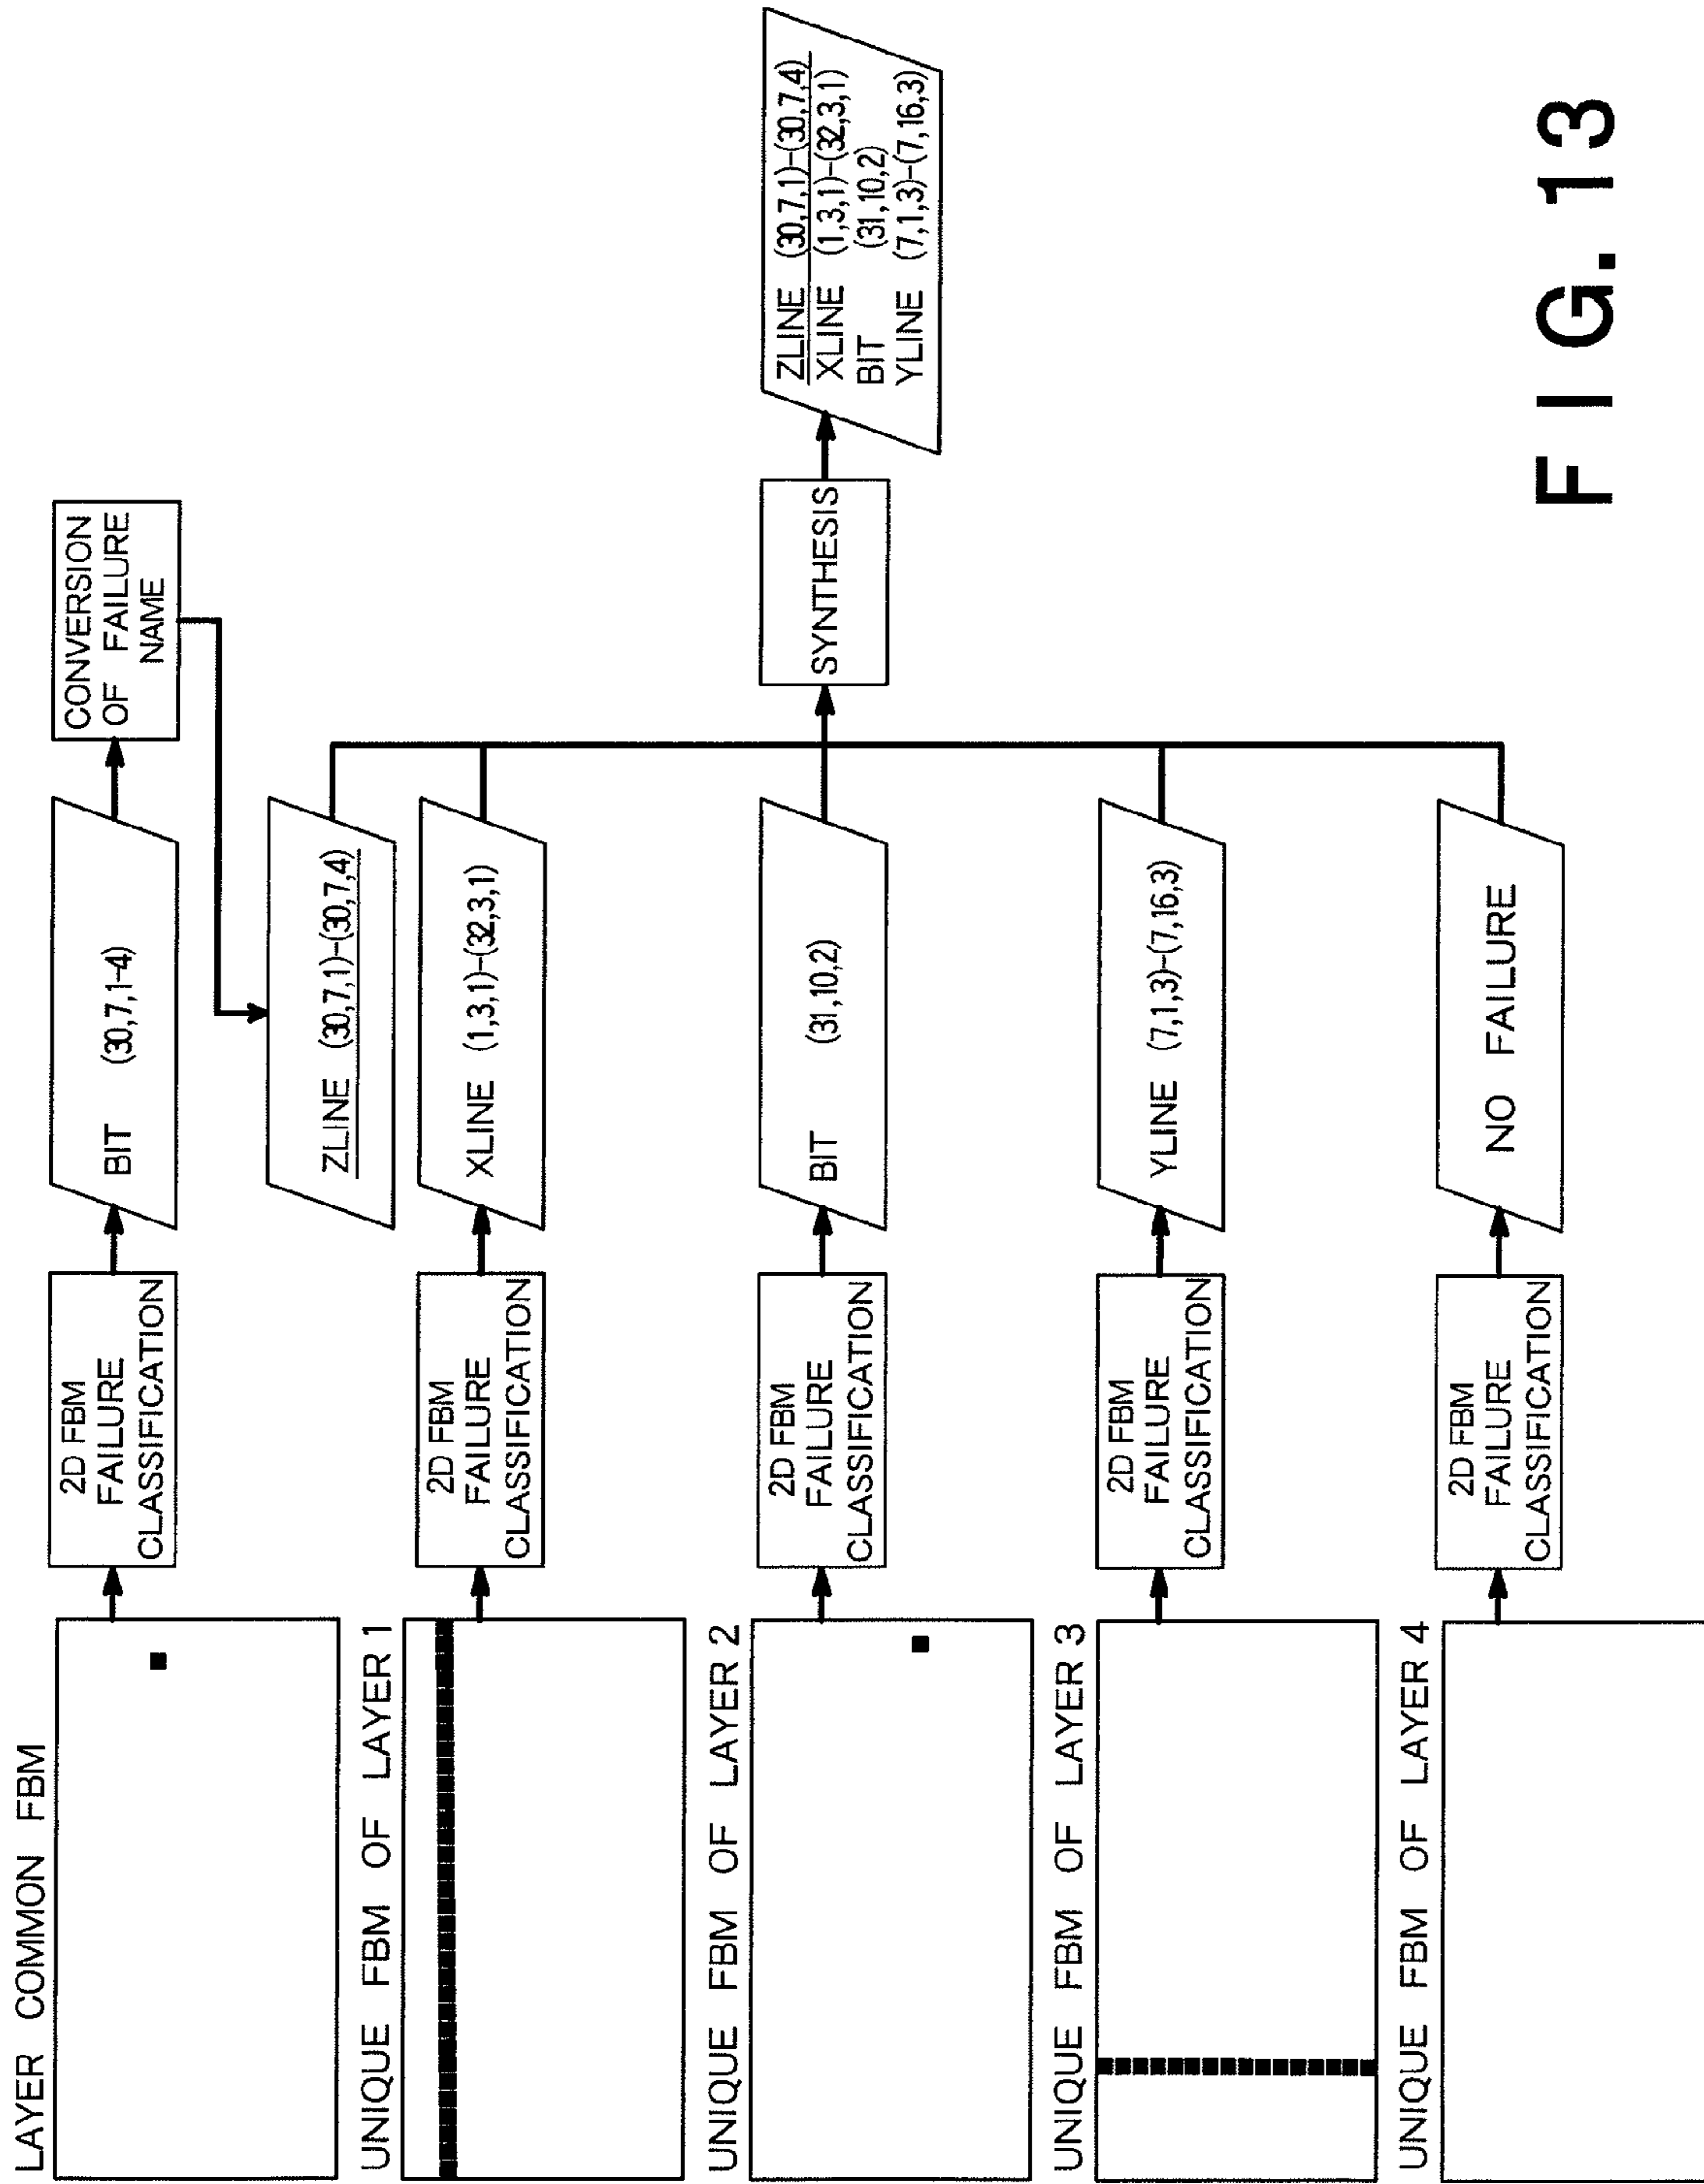 LAYER COMMON FBM
2D FBM
FAILURE
CLASSIFICATION
BIT (30,7,1-4)
CONVERSION
OF FAILURE
NAME
ZLINE (30,7,1)-(30,7,4)
UNIQUE FBM OF LAYER 1
2D FBM
FAILURE
CLASSIFICATION
XLINE (1,3,1)-(32,3,1)
UNIQUE FBM OF LAYER 2
2D FBM
FAILURE
CLASSIFICATION
BIT (31,10,2)
SYNTHESIS
ZLINE (30,7,1)-(30,7,4)
XLINE (1,3,1)-(32,3,1)
BIT (31,10,2)
YLINE (7,1,3)-(7,16,3)
UNIQUE FBM OF LAYER 3
2D FBM
FAILURE
CLASSIFICATION
YLINE (7,1,3)-(7,16,3)
UNIQUE FBM OF LAYER 4
2D FBM
FAILURE
CLASSIFICATION
NO FAILURE
FIG.13